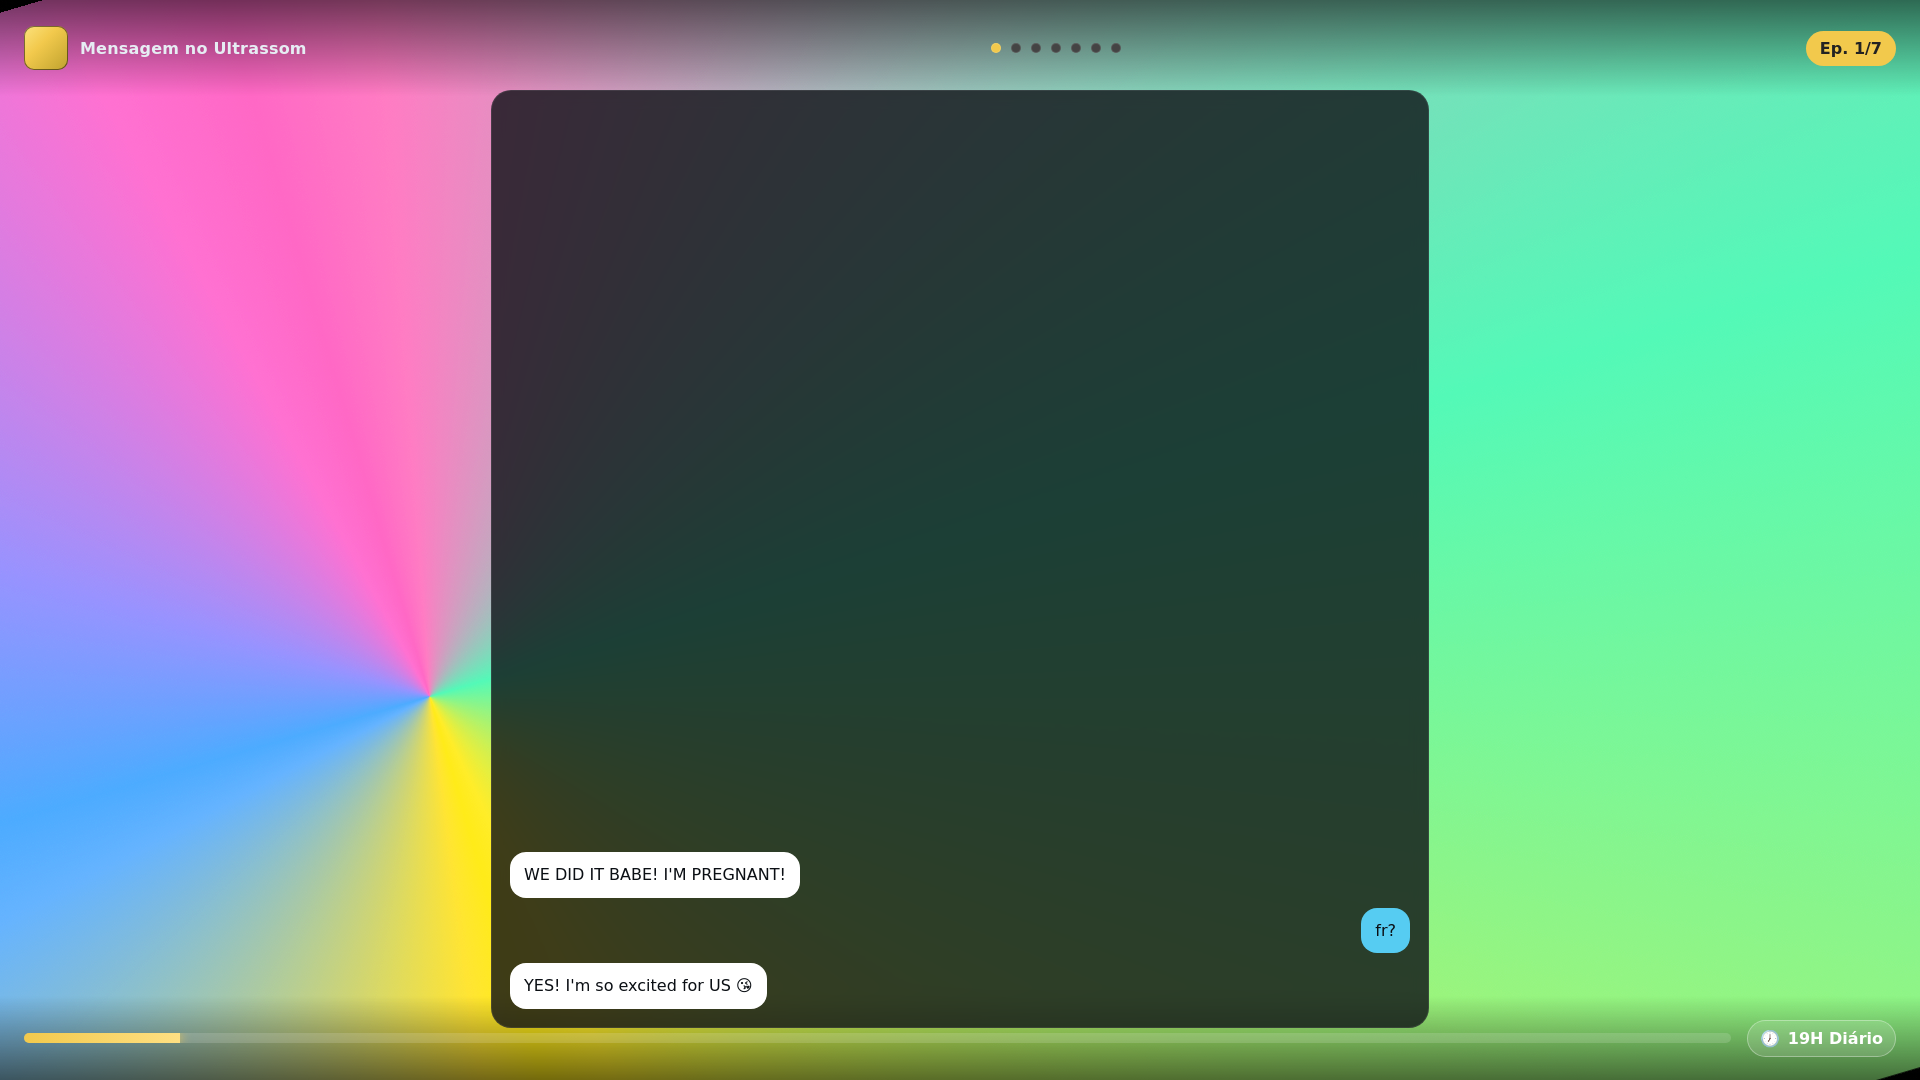 Mensagem no Ultrassom
Ep. 1/7
WE DID IT BABE! I'M PREGNANT!
fr?
YES! I'm so excited for US 😘
🕖 19H Diário